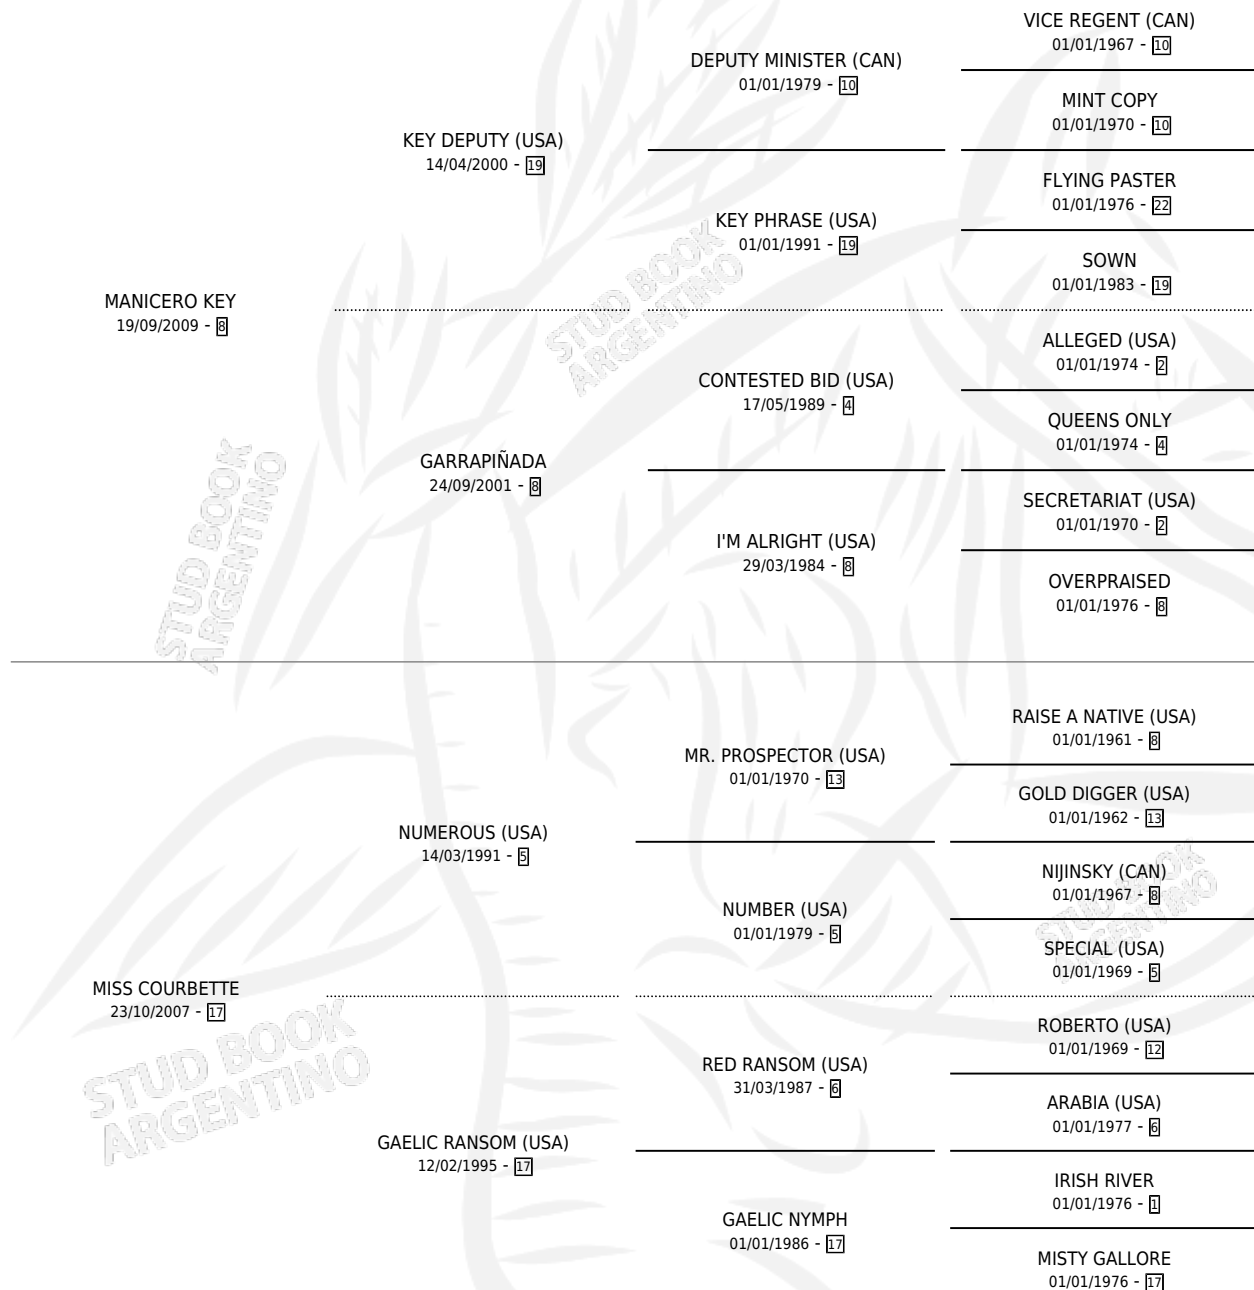 VICE REGENT (CAN)
01/01/1967 - 10
DEPUTY MINISTER (CAN)
01/01/1979 - 10
MINT COPY
01/01/1970 - 10
KEY DEPUTY (USA)
14/04/2000 - 19
FLYING PASTER
01/01/1976 - 22
KEY PHRASE (USA)
01/01/1991 - 19
SOWN
01/01/1983 - 19
MANICERO KEY
19/09/2009 - 8
ALLEGED (USA)
01/01/1974 - 2
CONTESTED BID (USA)
17/05/1989 - 4
QUEENS ONLY
01/01/1974 - 4
GARRAPIÑADA
24/09/2001 - 8
SECRETARIAT (USA)
01/01/1970 - 2
I'M ALRIGHT (USA)
29/03/1984 - 8
OVERPRAISED
01/01/1976 - 8
RAISE A NATIVE (USA)
01/01/1961 - 8
MR. PROSPECTOR (USA)
01/01/1970 - 13
GOLD DIGGER (USA)
01/01/1962 - 13
NUMEROUS (USA)
14/03/1991 - 5
NIJINSKY (CAN)
01/01/1967 - 8
NUMBER (USA)
01/01/1979 - 5
SPECIAL (USA)
01/01/1969 - 5
MISS COURBETTE
23/10/2007 - 17
ROBERTO (USA)
01/01/1969 - 12
RED RANSOM (USA)
31/03/1987 - 6
ARABIA (USA)
01/01/1977 - 6
GAELIC RANSOM (USA)
12/02/1995 - 17
IRISH RIVER
01/01/1976 - 1
GAELIC NYMPH
01/01/1986 - 17
MISTY GALLORE
01/01/1976 - 17
STUD BOOK
ARGENTINO
STUD BOOK
ARGENTINO
STUD BOOK
ARGENTINO
STUD BOOK
ARGENTINO